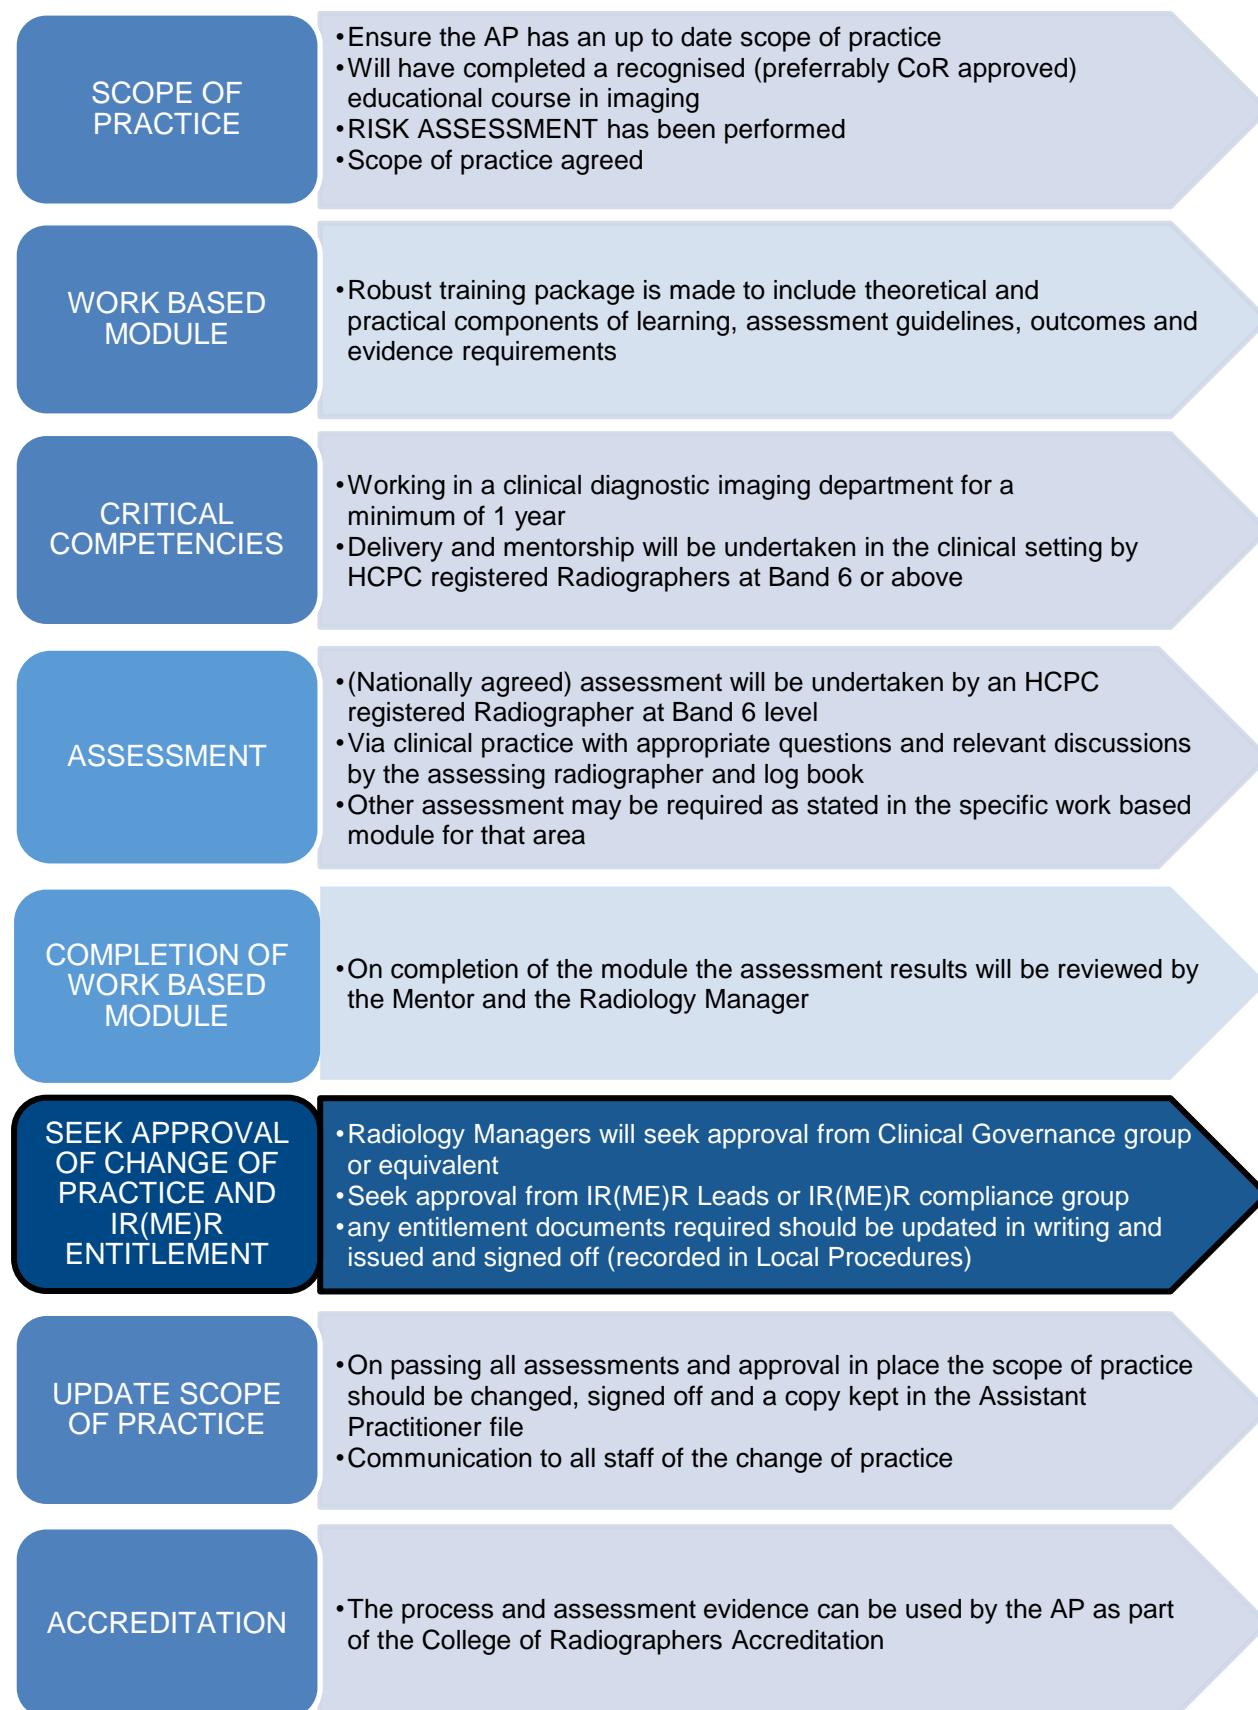 SCOPE OF
PRACTICE
•Ensure the AP has an up to date scope of practice
•Will have completed a recognised (preferrably CoR approved)
educational course in imaging
•RISK ASSESSMENT has been performed
•Scope of practice agreed
WORK BASED
MODULE
•Robust training package is made to include theoretical and
practical components of learning, assessment guidelines, outcomes and
evidence requirements
CRITICAL
COMPETENCIES
•Working in a clinical diagnostic imaging department for a
minimum of 1 year
•Delivery and mentorship will be undertaken in the clinical setting by
HCPC registered Radiographers at Band 6 or above
ASSESSMENT
•(Nationally agreed) assessment will be undertaken by an HCPC
registered Radiographer at Band 6 level
•Via clinical practice with appropriate questions and relevant discussions
by the assessing radiographer and log book
•Other assessment may be required as stated in the specific work based
module for that area
COMPLETION OF
WORK BASED
MODULE
•On completion of the module the assessment results will be reviewed by
the Mentor and the Radiology Manager
SEEK APPROVAL
OF CHANGE OF
PRACTICE AND
IR(ME)R
ENTITLEMENT
•Radiology Managers will seek approval from Clinical Governance group
or equivalent
•Seek approval from IR(ME)R Leads or IR(ME)R compliance group
•any entitlement documents required should be updated in writing and
issued and signed off (recorded in Local Procedures)
UPDATE SCOPE
OF PRACTICE
•On passing all assessments and approval in place the scope of practice
should be changed, signed off and a copy kept in the Assistant
Practitioner file
•Communication to all staff of the change of practice
ACCREDITATION
•The process and assessment evidence can be used by the AP as part
of the College of Radiographers Accreditation